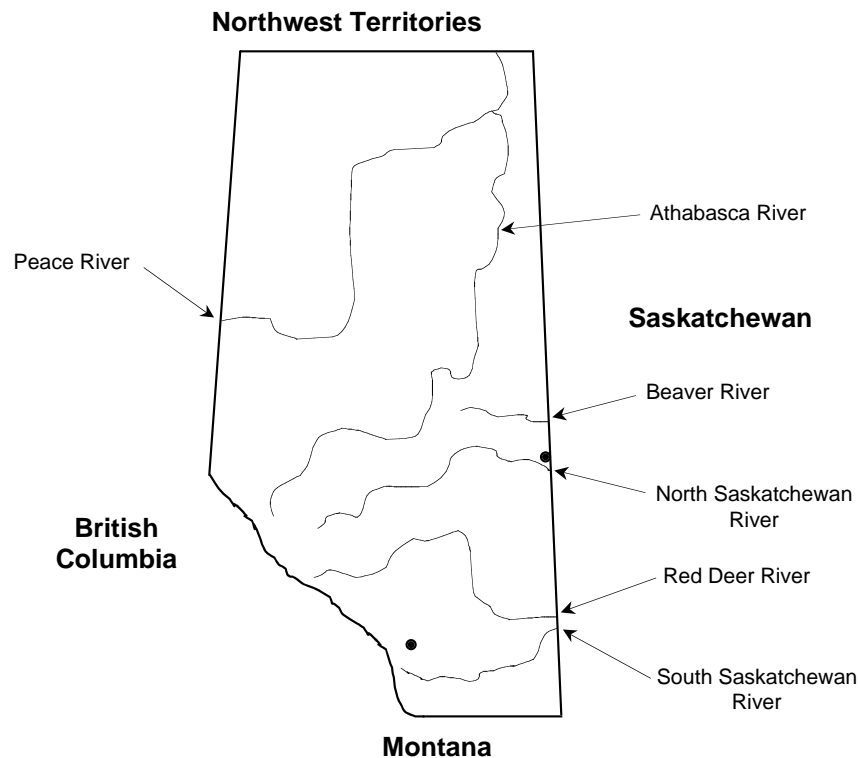 Northwest Territories
Athabasca River
Peace River
Saskatchewan
Beaver River
North Saskatchewan
River
British
Columbia
Red Deer River
South Saskatchewan
River
Montana